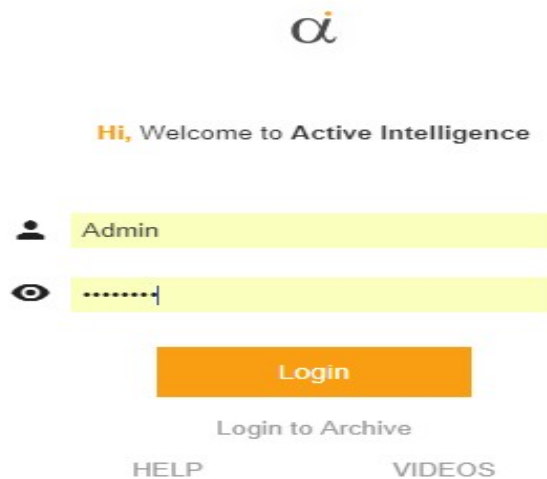 αi
Hi, Welcome to Active Intelligence
Admin
••••••••
Login
Login to Archive
HELP VIDEOS